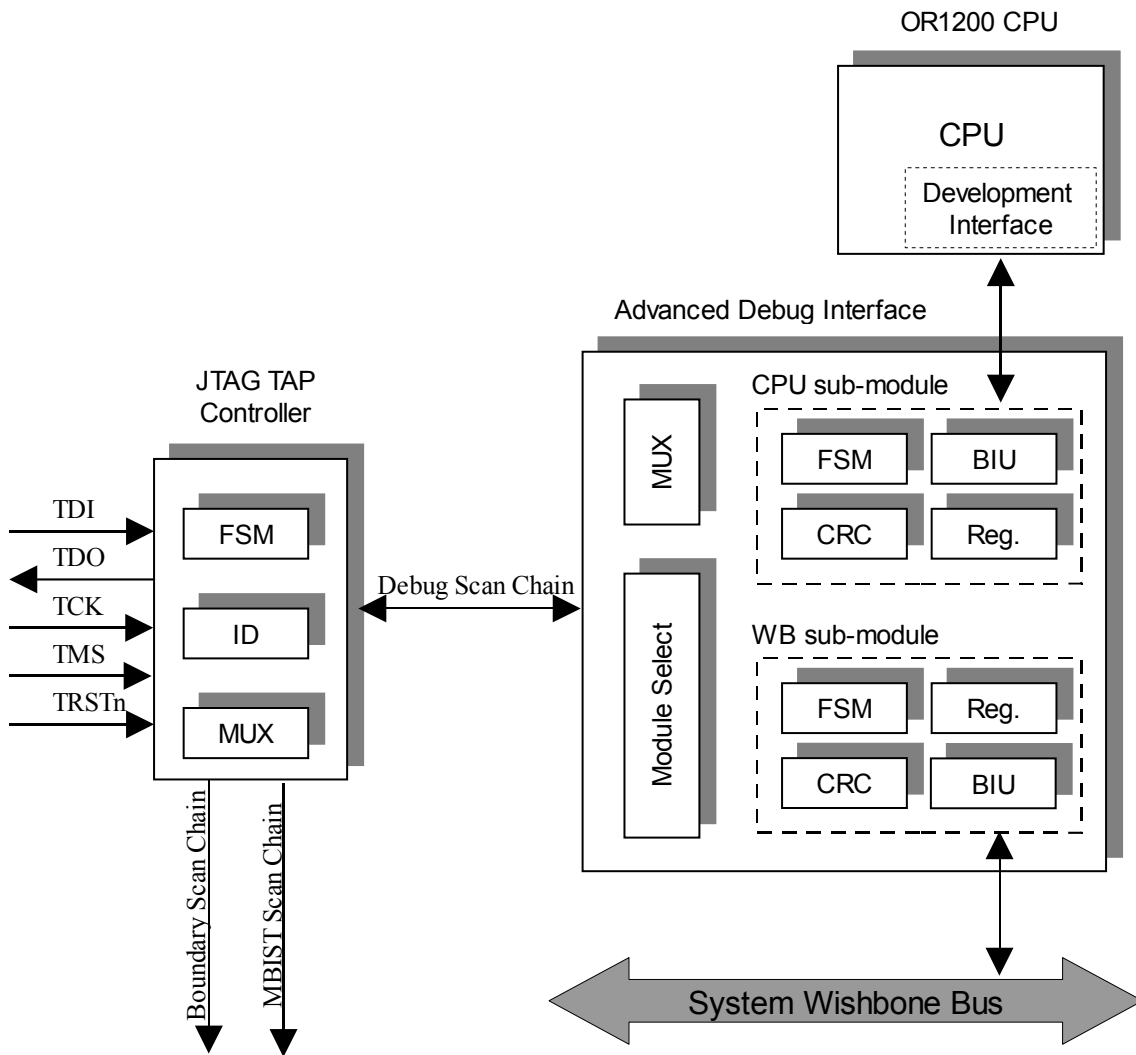 OR1200 CPU
CPU
Development
Interface
Advanced Debug Interface
JTAG TAP
Controller
CPU sub-module
MUX
FSM
BIU
CRC
Reg.
TDI
TDO
TCK
TMS
TRSTn
FSM
ID
MUX
Debug Scan Chain
Module Select
WB sub-module
FSM
Reg.
CRC
BIU
Boundary Scan Chain
MBIST Scan Chain
System Wishbone Bus